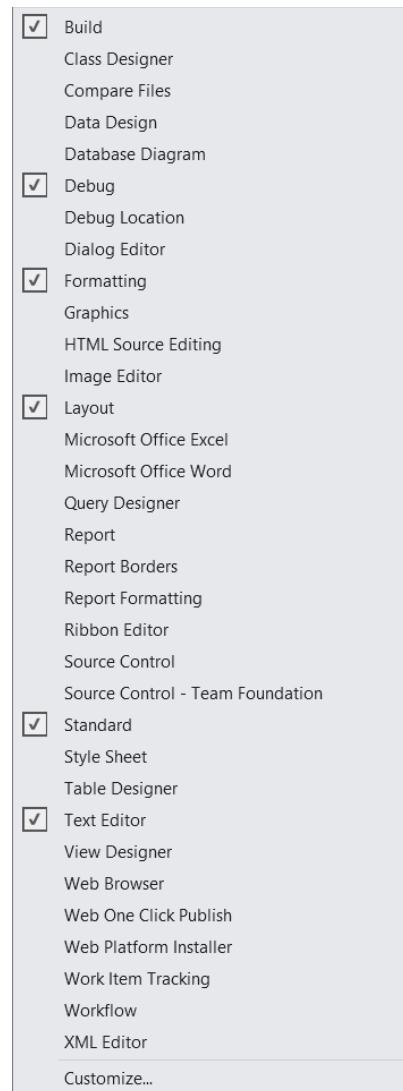 Build
Class Designer
Compare Files
Data Design
Database Diagram
Debug
Debug Location
Dialog Editor
Formatting
Graphics
HTML Source Editing
Image Editor
Layout
Microsoft Office Excel
Microsoft Office Word
Query Designer
Report
Report Borders
Report Formatting
Ribbon Editor
Source Control
Source Control - Team Foundation
Standard
Style Sheet
Table Designer
Text Editor
View Designer
Web Browser
Web One Click Publish
Web Platform Installer
Work Item Tracking
Workflow
XML Editor
Customize...